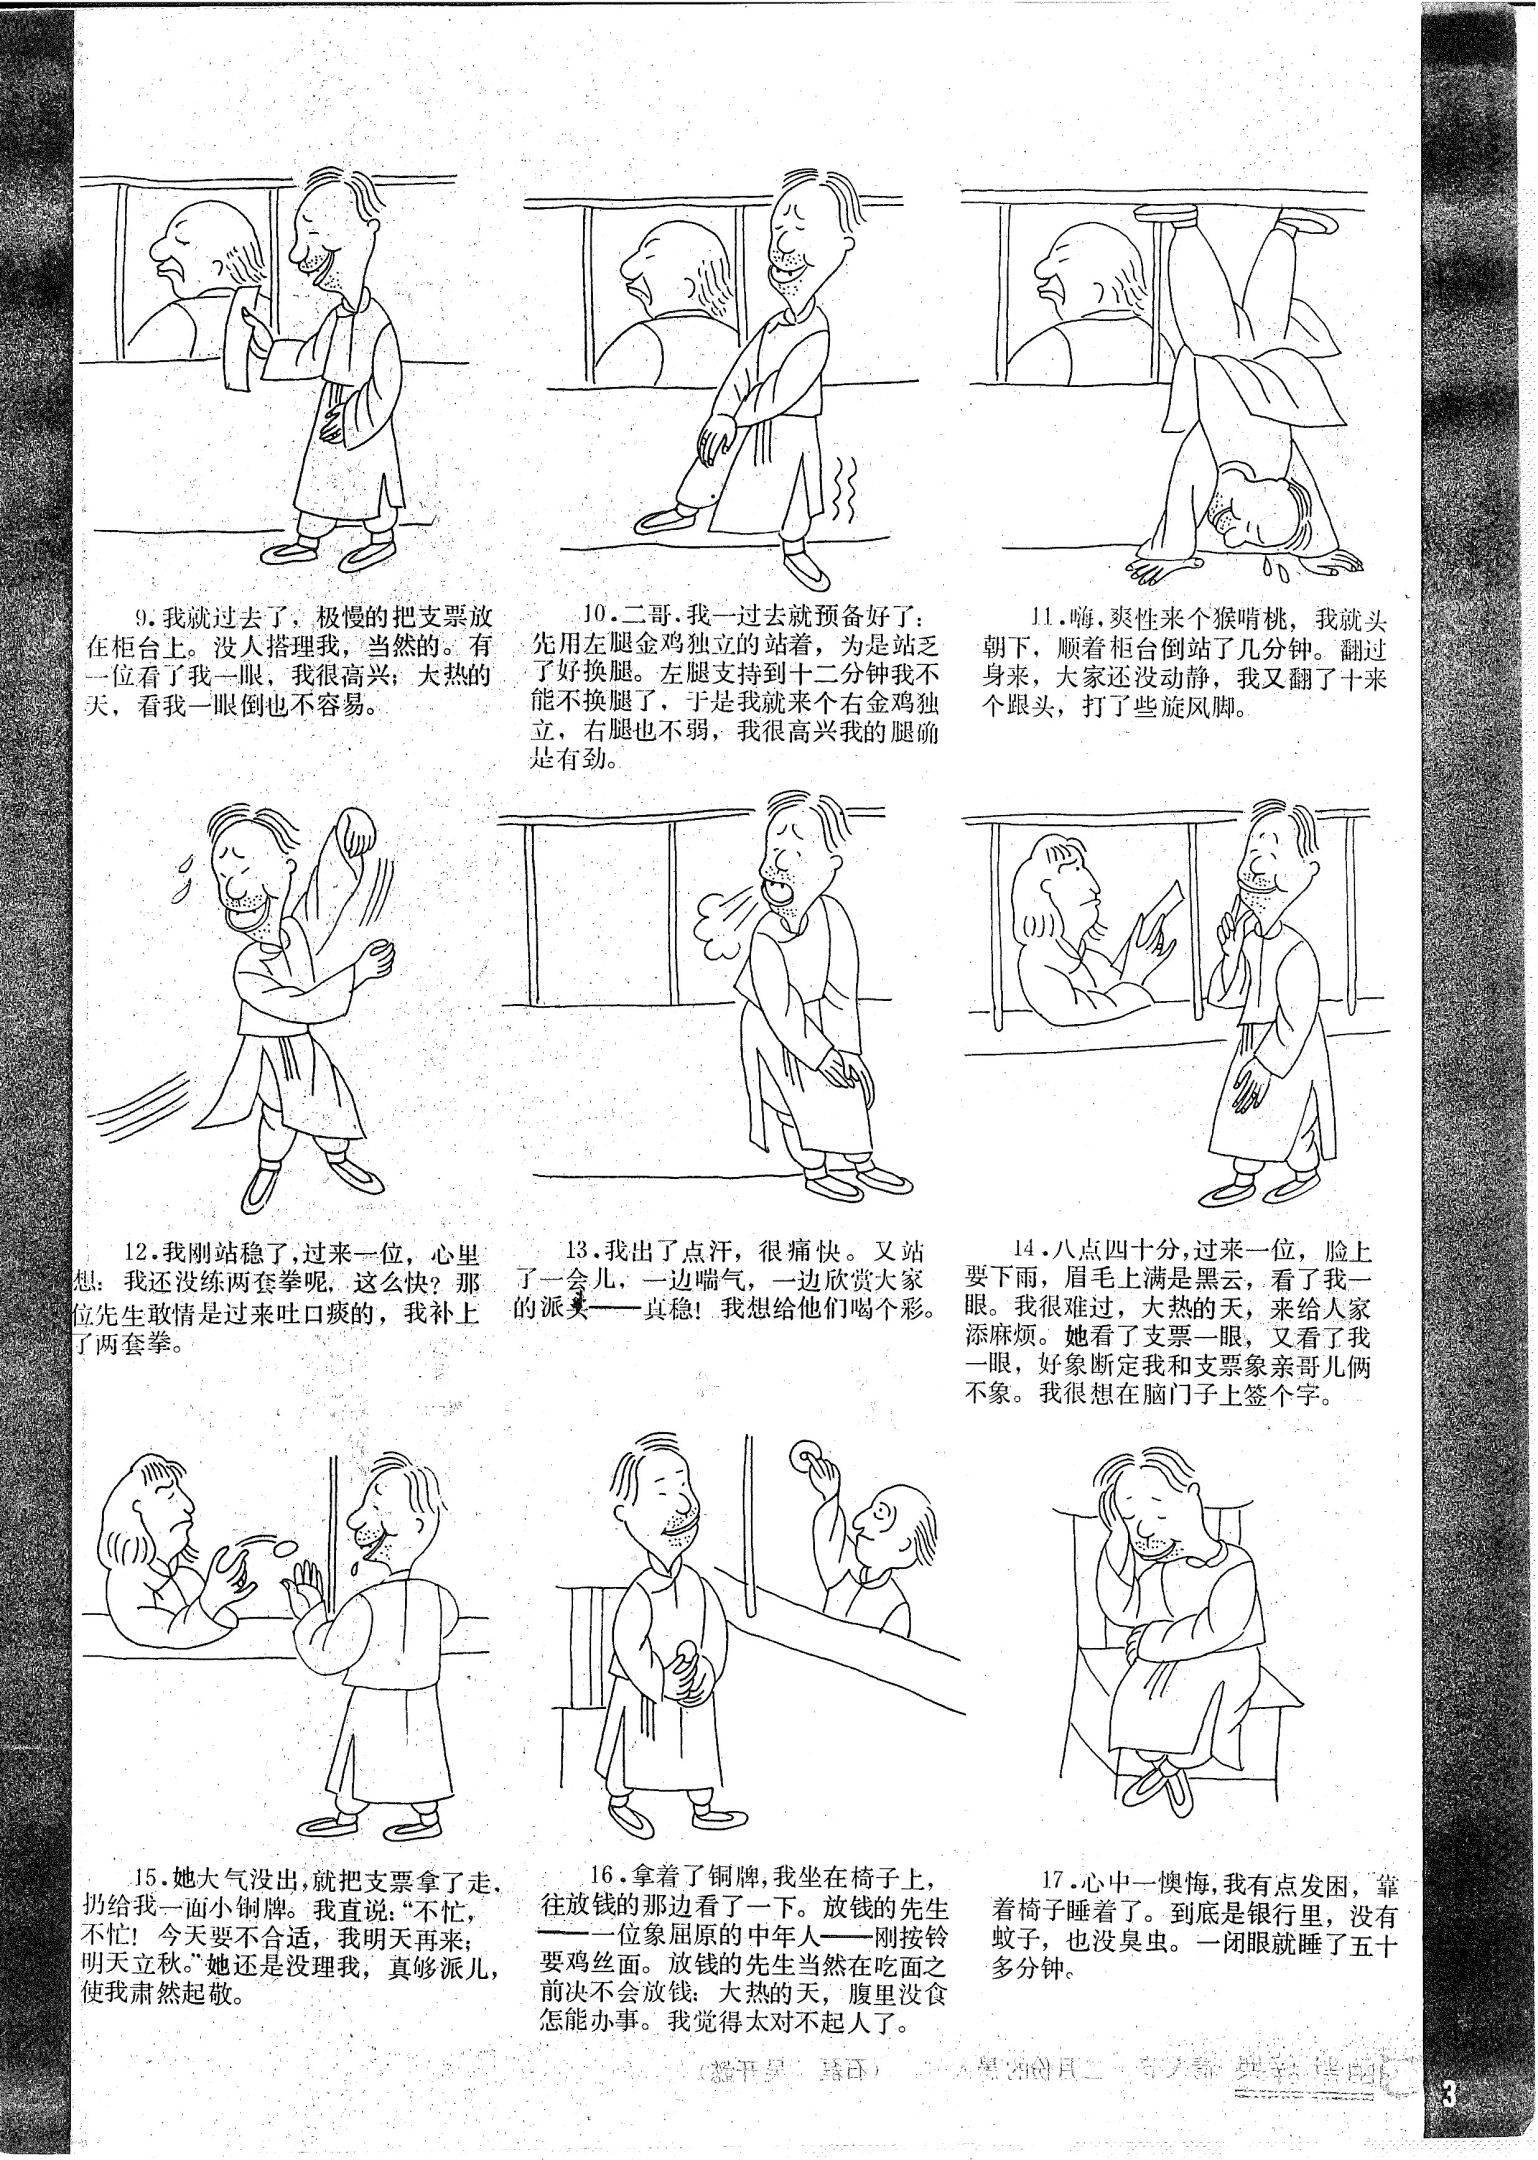 9.我就过去了，极慢的把支票放
在柜台上。没人搭理我，当然的。有
一位看了我一眼，我很高兴；大热的
天，看我一眼倒也不容易。
10.二哥，我一过去就预备好了：
先用左腿金鸡独立的站着，为是站乏
了好换腿。左腿支持到十二分钟我不
能不换腿了，于是我就来个右金鸡独
立，右腿也不弱，我很高兴我的腿确
是有劲。
11.嗨，爽性来个猴啃桃，我就头
朝下，顺着柜台倒站了几分钟。翻过
身来，大家还没动静，我又翻了十来
个跟头，打了些旋风脚。
12.我刚站稳了，过来一位，心里
想：我还没练两套拳呢，这么快？那
位先生敢情是过来吐口痰的，我补上
了两套拳。
13.我出了点汗，很痛快。又站
了一会儿，一边喘气，一边欣赏大家
的派头——真稳！我想给他们喝个彩。
14.八点四十分，过来一位，脸上
要下雨，眉毛上满是黑云，看了我一
眼。我很难过，大热的天，来给人家
添麻烦。她看了支票一眼，又看了我
一眼，好象断定我和支票象亲哥儿俩
不象。我很想在脑门子上签个字。
15.她大气没出，就把支票拿了走，
扔给我一面小铜牌。我直说：“不忙，
不忙！今天要不合适，我明天再来；
明天立秋。”她还是没理我，真够派儿，
使我肃然起敬。
16.拿着了铜牌，我坐在椅子上，
往放钱的那边看了一下。放钱的先生
——一位象屈原的中年人——刚按铃
要鸡丝面。放钱的先生当然在吃面之
前决不会放钱：大热的天，腹里没食
怎能办事。我觉得太对不起人了。
17.心中一懊悔，我有点发困，靠
着椅子睡着了。到底是银行里，没有
蚊子，也没臭虫。一闭眼就睡了五十
多分钟。
3